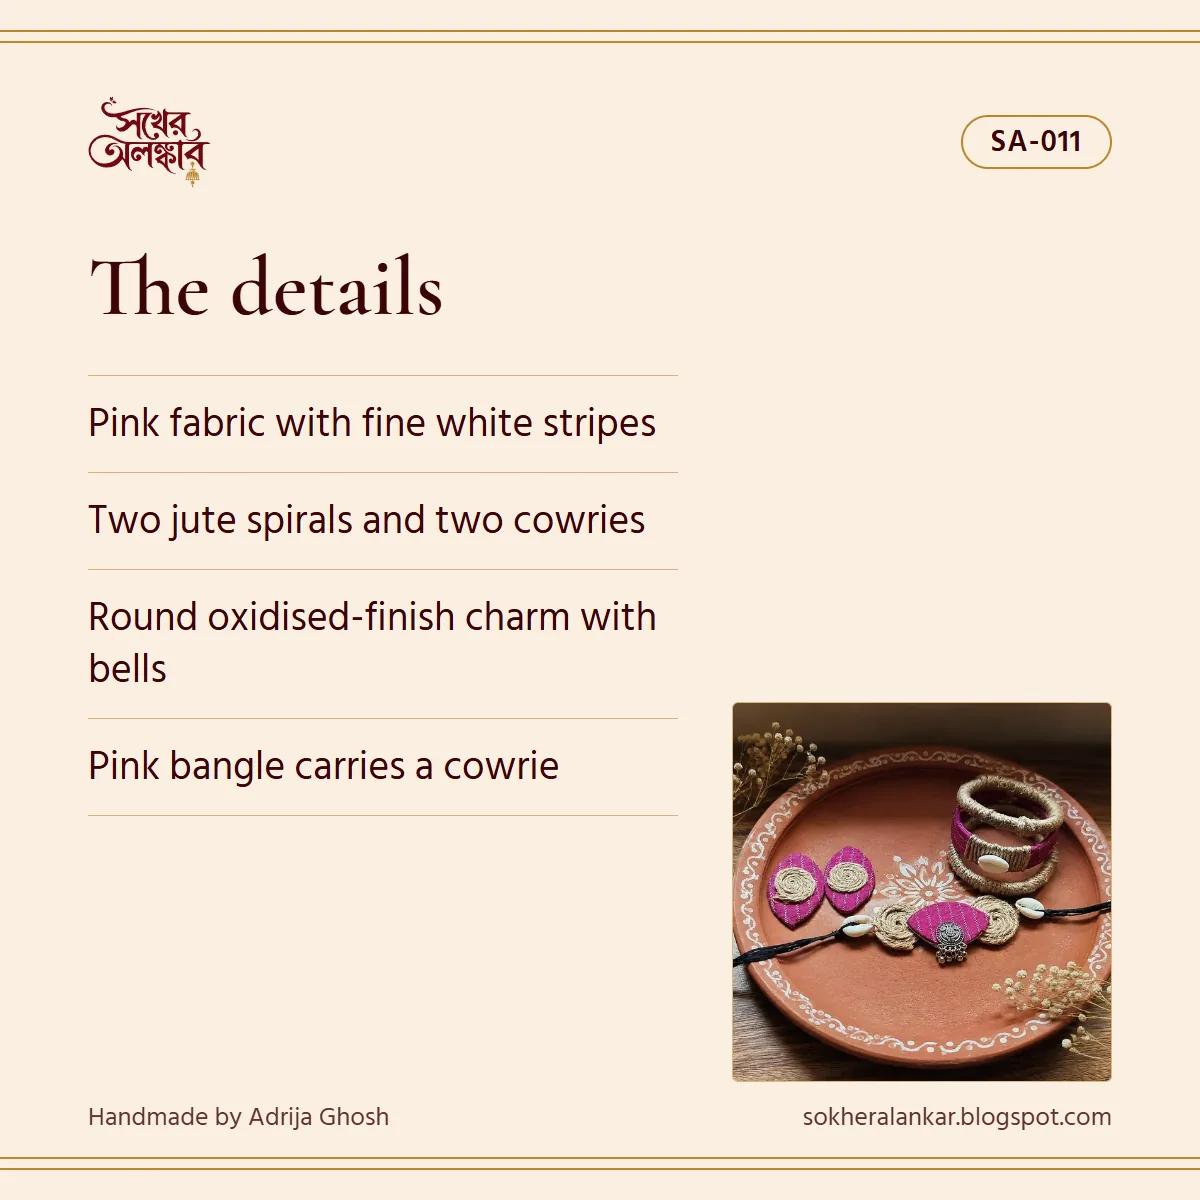 সখের
অলঙ্কার
SA-011
The details
Pink fabric with fine white stripes
Two jute spirals and two cowries
Round oxidised-finish charm with
bells
Pink bangle carries a cowrie
Handmade by Adrija Ghosh
sokheralankar.blogspot.com